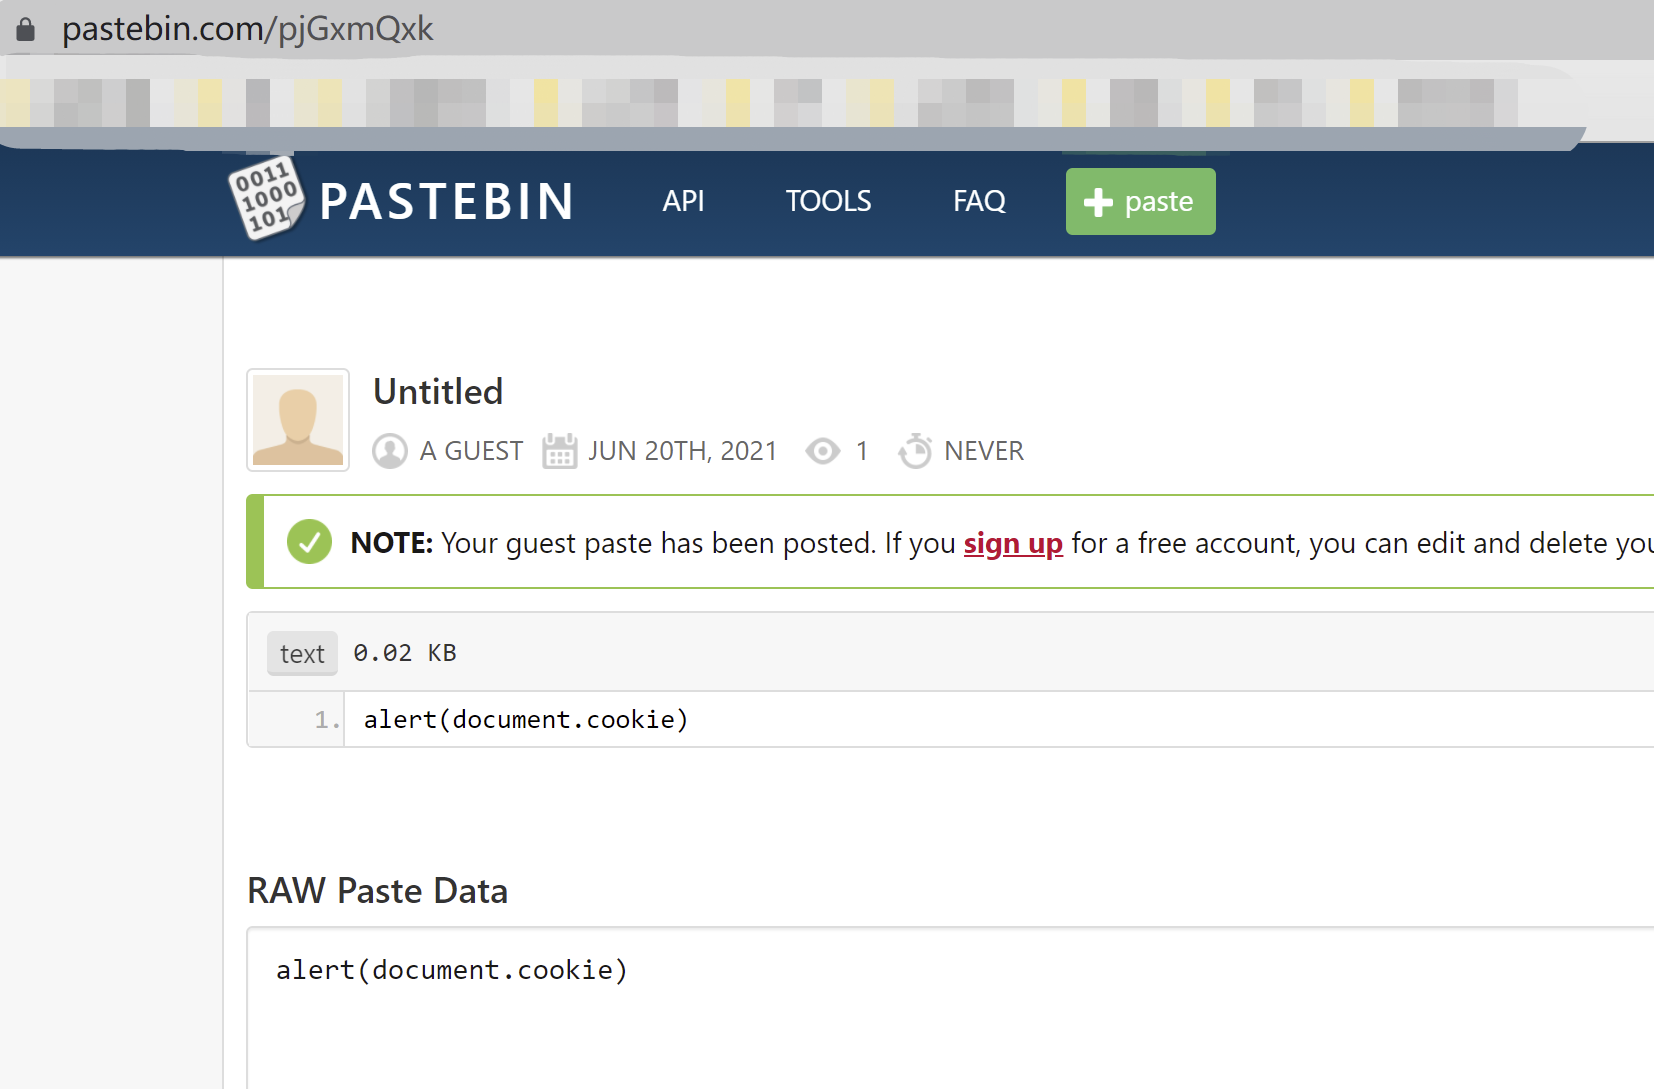 pastebin.com/pjGxmQxk
0011
1000
101
PASTEBIN API TOOLS FAQ + paste
Untitled
A GUEST JUN 20TH, 2021 1 NEVER
NOTE: Your guest paste has been posted. If you sign up for a free account, you can edit and delete you
text 0.02 KB
1. alert(document.cookie)
RAW Paste Data
alert(document.cookie)